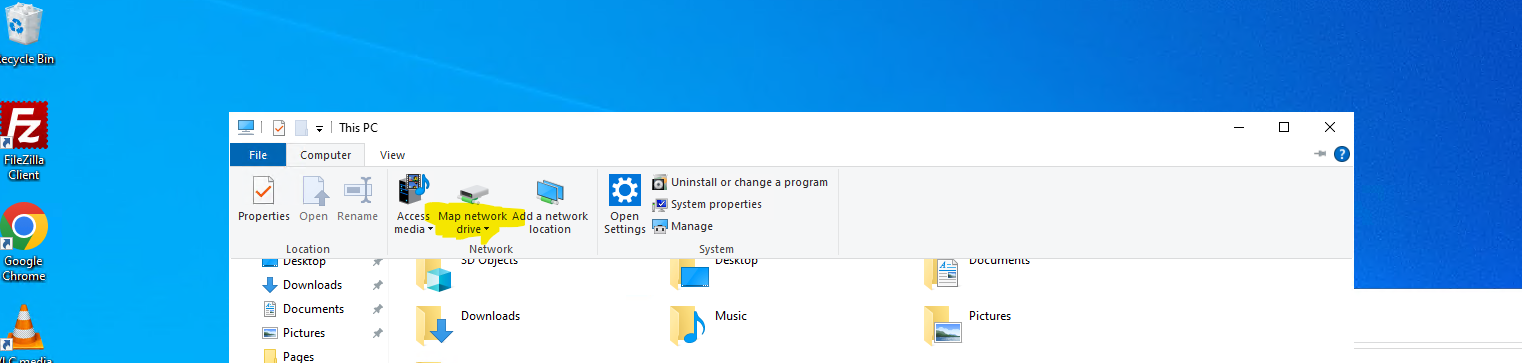 ecycle Bin
FileZilla
Client
Google
Chrome
VLC media
This PC
File
Computer
View
Properties
Open
Rename
Location
Access
media
Map network
drive
Add a network
location
Network
Open
Settings
Uninstall or change a program
System properties
Manage
System
Desktop
Downloads
Documents
Pictures
Pages
3D Objects
Desktop
Documents
Downloads
Music
Pictures